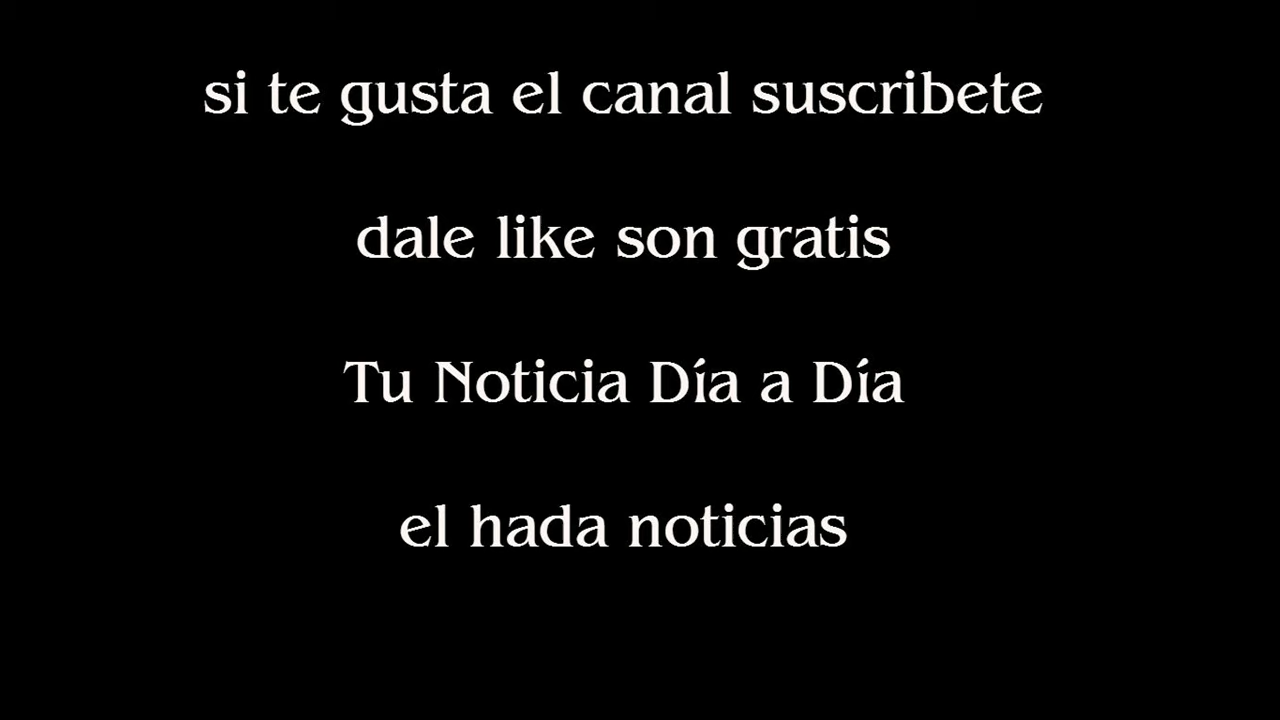 si te gusta el canal suscribete
dale like son gratis
Tu Noticia Día a Día
el hada noticias